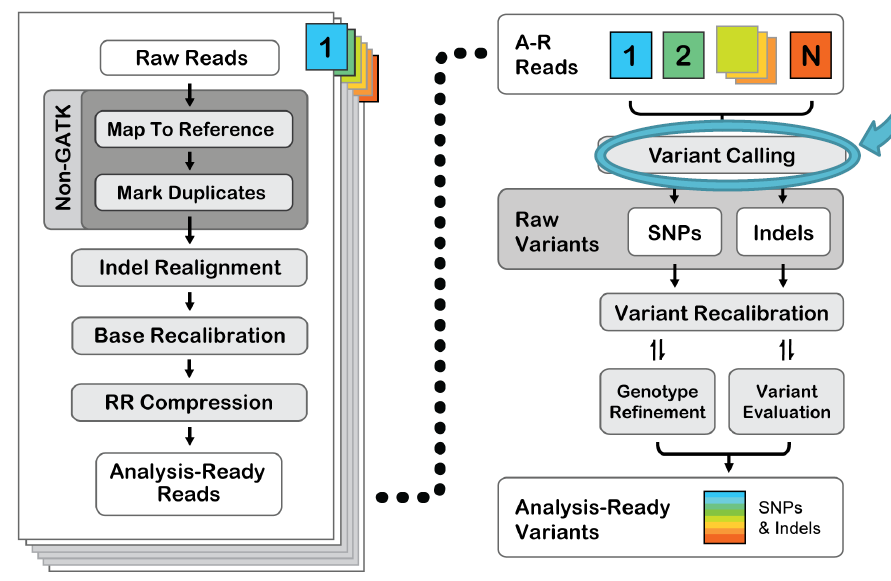 1
Raw Reads
Non-GATK
Map To Reference
Mark Duplicates
Indel Realignment
Base Recalibration
RR Compression
Analysis-Ready
Reads
A-R
Reads
1 2 N
Variant Calling
Raw
Variants
SNPs
Indels
Variant Recalibration
Genotype
Refinement
Variant
Evaluation
Analysis-Ready
Variants
SNPs
& Indels